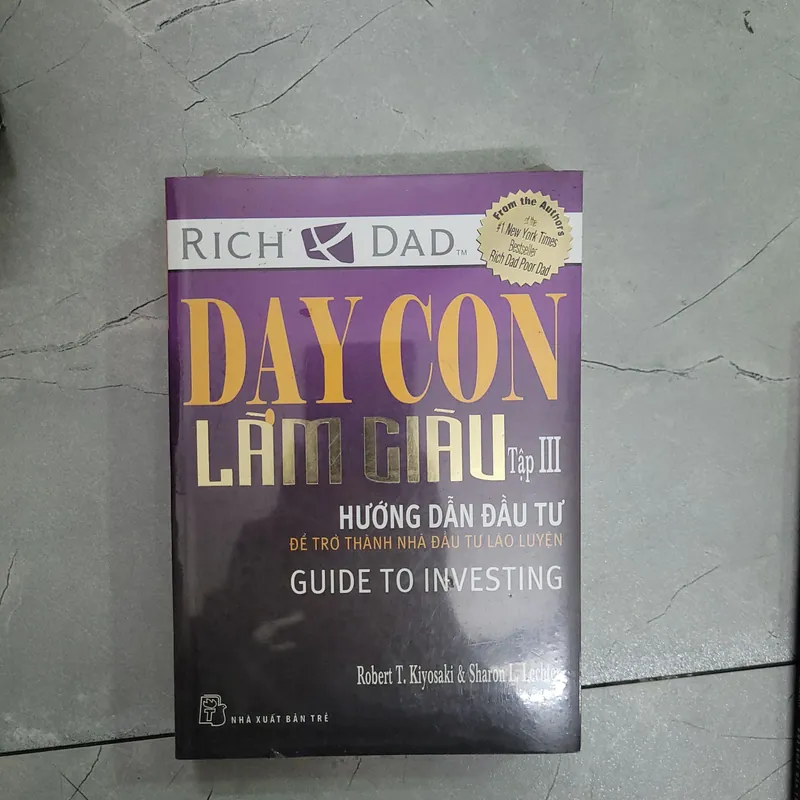 RICH DAD™
From the Authors
of the
#1 New York Times
Bestseller
Rich Dad Poor Dad
DẠY CON
LÀM GIÀU Tập III
HƯỚNG DẪN ĐẦU TƯ
ĐỂ TRỞ THÀNH NHÀ ĐẦU TƯ LÃO LUYỆN
GUIDE TO INVESTING
Robert T. Kiyosaki & Sharon L. Lechter
NHÀ XUẤT BẢN TRẺ